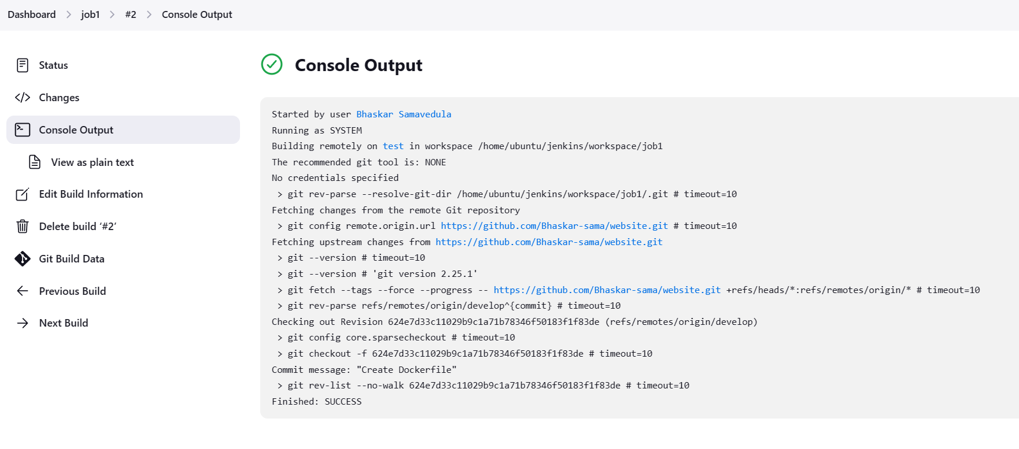 Dashboard > job1 > #2 > Console Output
Status
Changes
Console Output
View as plain text
Edit Build Information
Delete build ‘#2’
Git Build Data
Previous Build
Next Build
Console Output
Started by user Bhaskar Samavedula
Running as SYSTEM
Building remotely on test in workspace /home/ubuntu/jenkins/workspace/job1
The recommended git tool is: NONE
No credentials specified
 > git rev-parse --resolve-git-dir /home/ubuntu/jenkins/workspace/job1/.git # timeout=10
Fetching changes from the remote Git repository
 > git config remote.origin.url https://github.com/Bhaskar-sama/website.git # timeout=10
Fetching upstream changes from https://github.com/Bhaskar-sama/website.git
 > git --version # timeout=10
 > git --version # 'git version 2.25.1'
 > git fetch --tags --force --progress -- https://github.com/Bhaskar-sama/website.git +refs/heads/*:refs/remotes/origin/* # timeout=10
 > git rev-parse refs/remotes/origin/develop^{commit} # timeout=10
Checking out Revision 624e7d33c11029b9c1a71b78346f50183f1f83de (refs/remotes/origin/develop)
 > git config core.sparsecheckout # timeout=10
 > git checkout -f 624e7d33c11029b9c1a71b78346f50183f1f83de # timeout=10
Commit message: "Create Dockerfile"
 > git rev-list --no-walk 624e7d33c11029b9c1a71b78346f50183f1f83de # timeout=10
Finished: SUCCESS